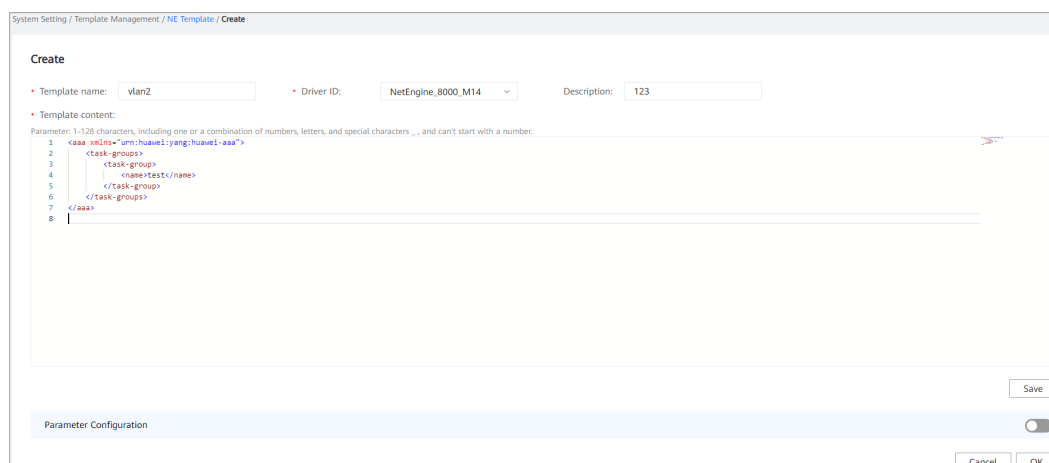 System Setting / Template Management / NE Template / Create
Create
* Template name: vlan2 * Driver ID: NetEngine_8000_M14 Description: 123
* Template content:
Parameter: 1-128 characters, including one or a combination of numbers, letters, and special characters _ , and can't start with a number.
1 <aaa xmlns="urn:huawei:yang:huawei-aaa">
2 <task-groups>
3 <task-group>
4 <name>test</name>
5 </task-group>
6 </task-groups>
7 </aaa>
8
Save
Parameter Configuration
Cancel OK